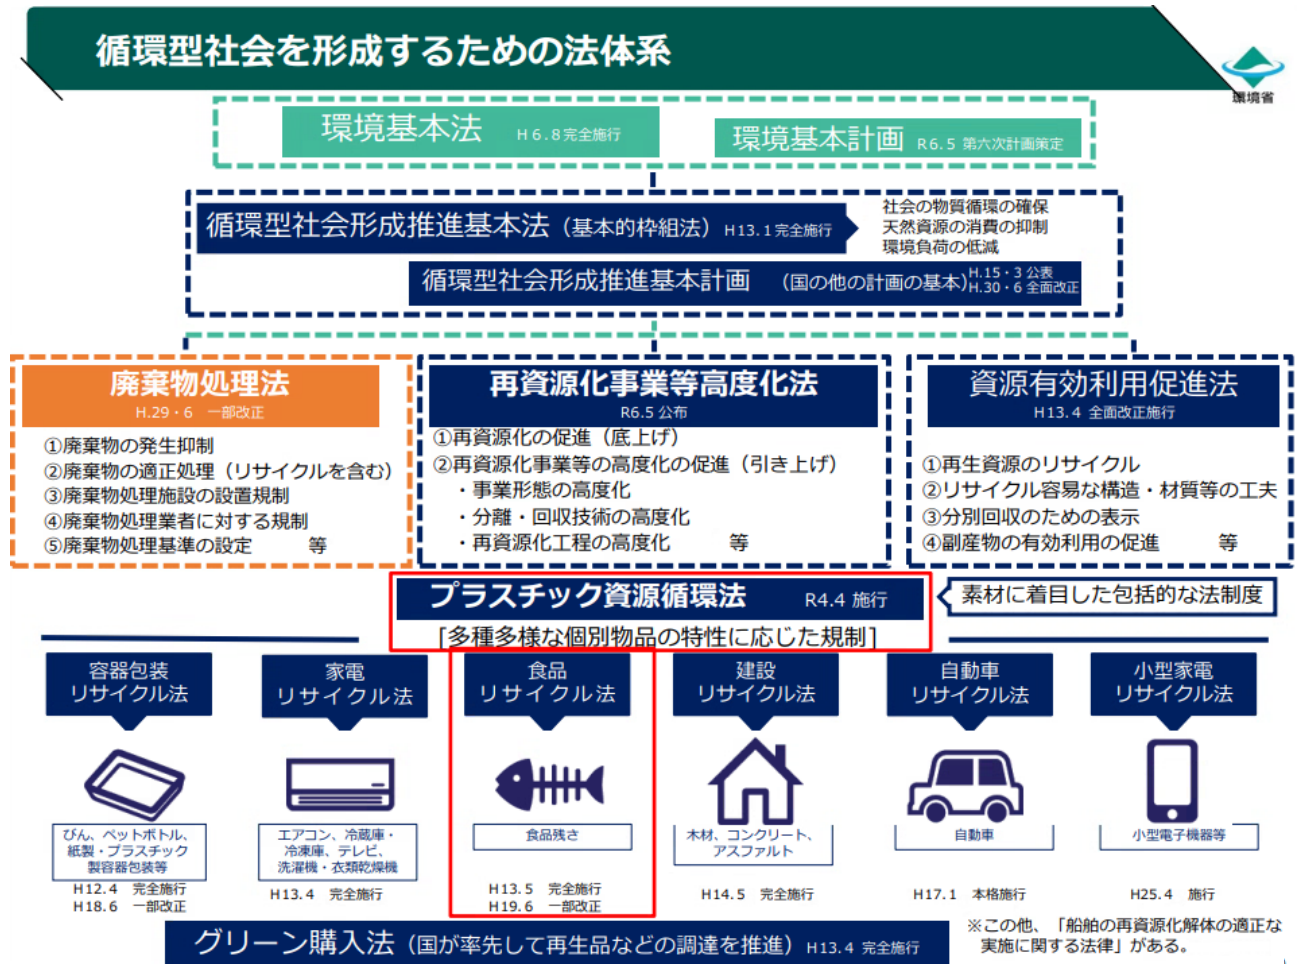 循環型社会を形成するための法体系
環境省
環境基本法 H6.8完全施行
環境基本計画 R6.5 第六次計画策定
循環型社会形成推進基本法（基本的枠組法）H13.1完全施行
社会の物質循環の確保
天然資源の消費の抑制
環境負荷の低減
循環型社会形成推進基本計画 （国の他の計画の基本）
H.15・3 公表
H.30・6 全面改正
廃棄物処理法
H.29・6 一部改正
①廃棄物の発生抑制
②廃棄物の適正処理（リサイクルを含む）
③廃棄物処理施設の設置規制
④廃棄物処理業者に対する規制
⑤廃棄物処理基準の設定 等
再資源化事業等高度化法
R6.5 公布
①再資源化の促進（底上げ）
②再資源化事業等の高度化の促進（引き上げ）
・事業形態の高度化
・分離・回収技術の高度化
・再資源化工程の高度化 等
資源有効利用促進法
H13.4 全面改正施行
①再生資源のリサイクル
②リサイクル容易な構造・材質等の工夫
③分別回収のための表示
④副産物の有効利用の促進 等
プラスチック資源循環法 R4.4 施行
素材に着目した包括的な法制度
[多種多様な個別物品の特性に応じた規制]
容器包装
リサイクル法
びん、ペットボトル、
紙製・プラスチック
製容器包装等
H12.4 完全施行
H18.6 一部改正
家電
リサイクル法
エアコン、冷蔵庫・
冷凍庫、テレビ、
洗濯機・衣類乾燥機
H13.4 完全施行
食品
リサイクル法
食品残さ
H13.5 完全施行
H19.6 一部改正
建設
リサイクル法
木材、コンクリート、
アスファルト
H14.5 完全施行
自動車
リサイクル法
自動車
H17.1 本格施行
小型家電
リサイクル法
小型電子機器等
H25.4 施行
グリーン購入法（国が率先して再生品などの調達を推進）H13.4 完全施行
※この他、「船舶の再資源化解体の適正な
実施に関する法律」がある。